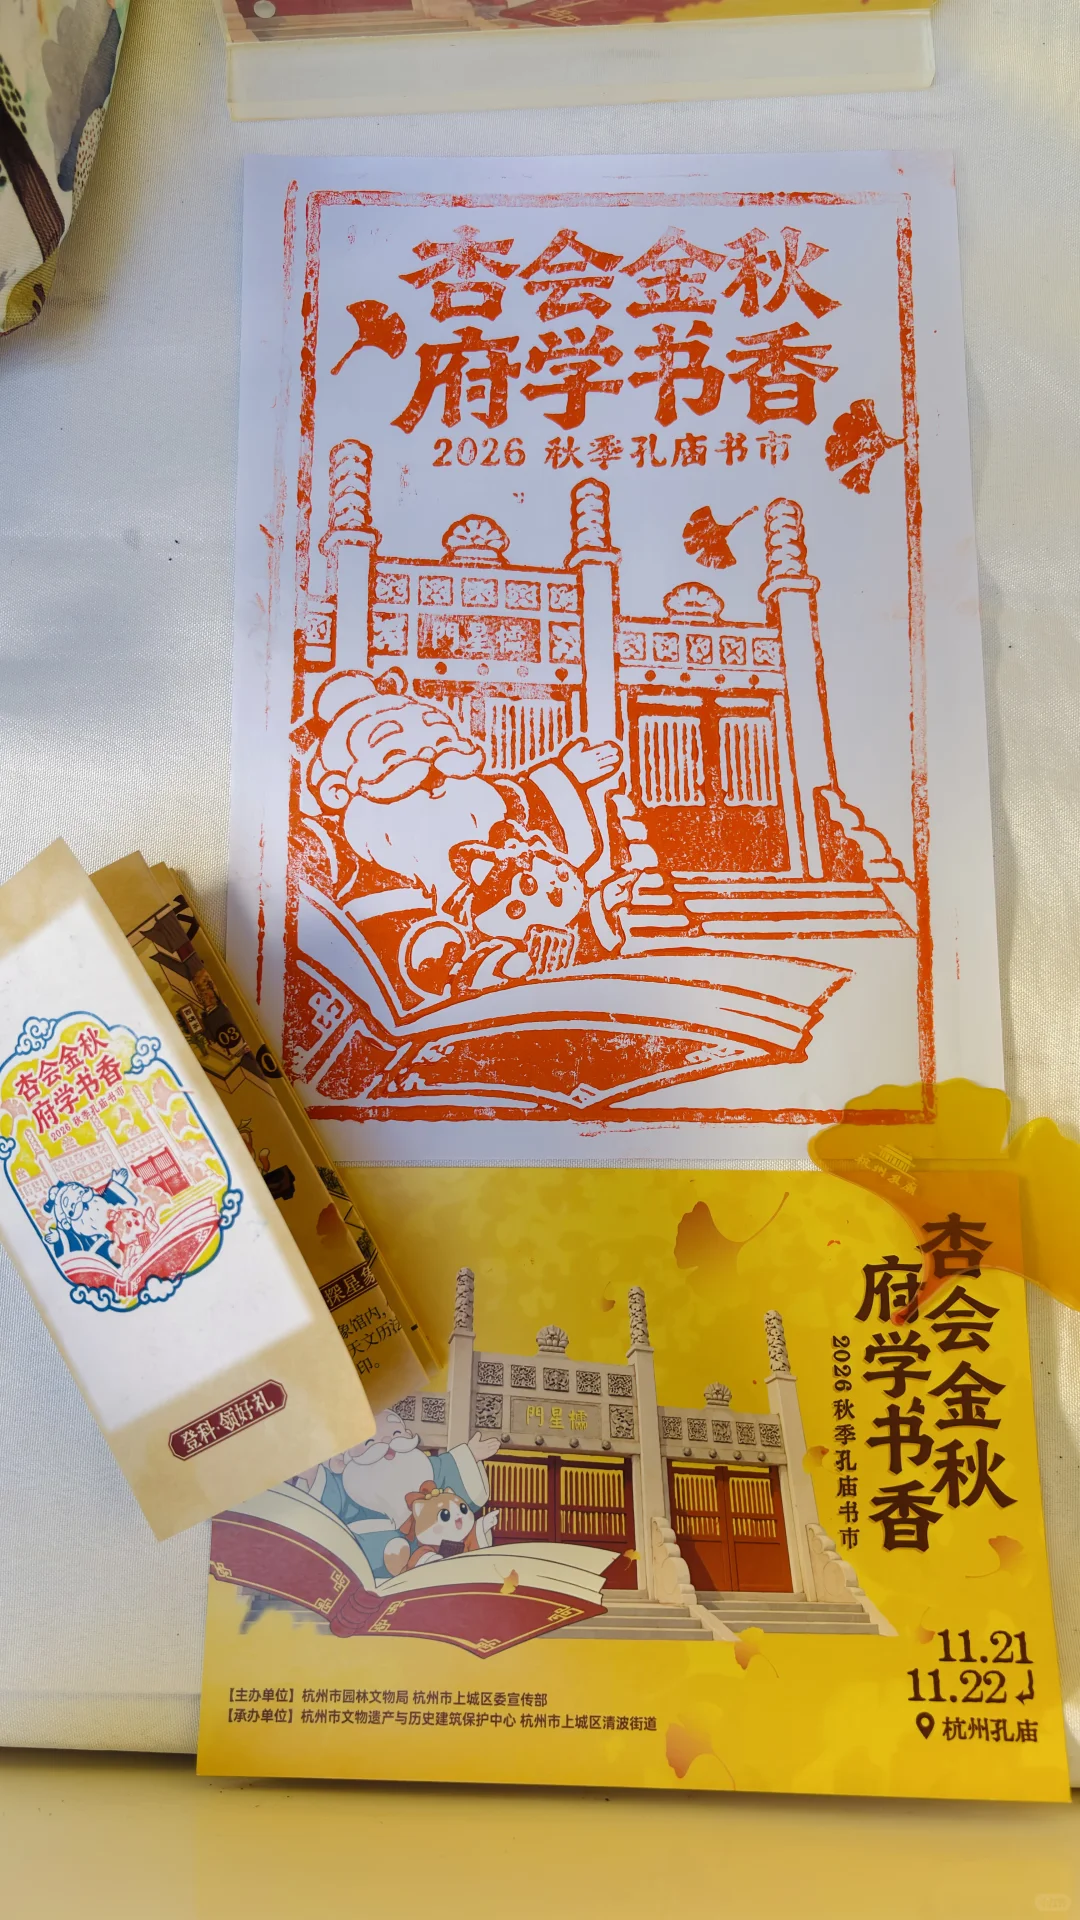 杏会金秋
府学书香
2026 秋季孔庙书市
門星櫺
杏会金秋
府学书香
2026 秋季孔庙书市
登科·领好礼
03
探星象
象馆内，
天文历法
印。
杏会金秋
府学书香
2026 秋季孔庙书市
門星櫺
11.21
11.22
杭州孔庙
【主办单位】杭州市园林文物局 杭州市上城区委宣传部
【承办单位】杭州市文物遗产与历史建筑保护中心 杭州市上城区清波街道